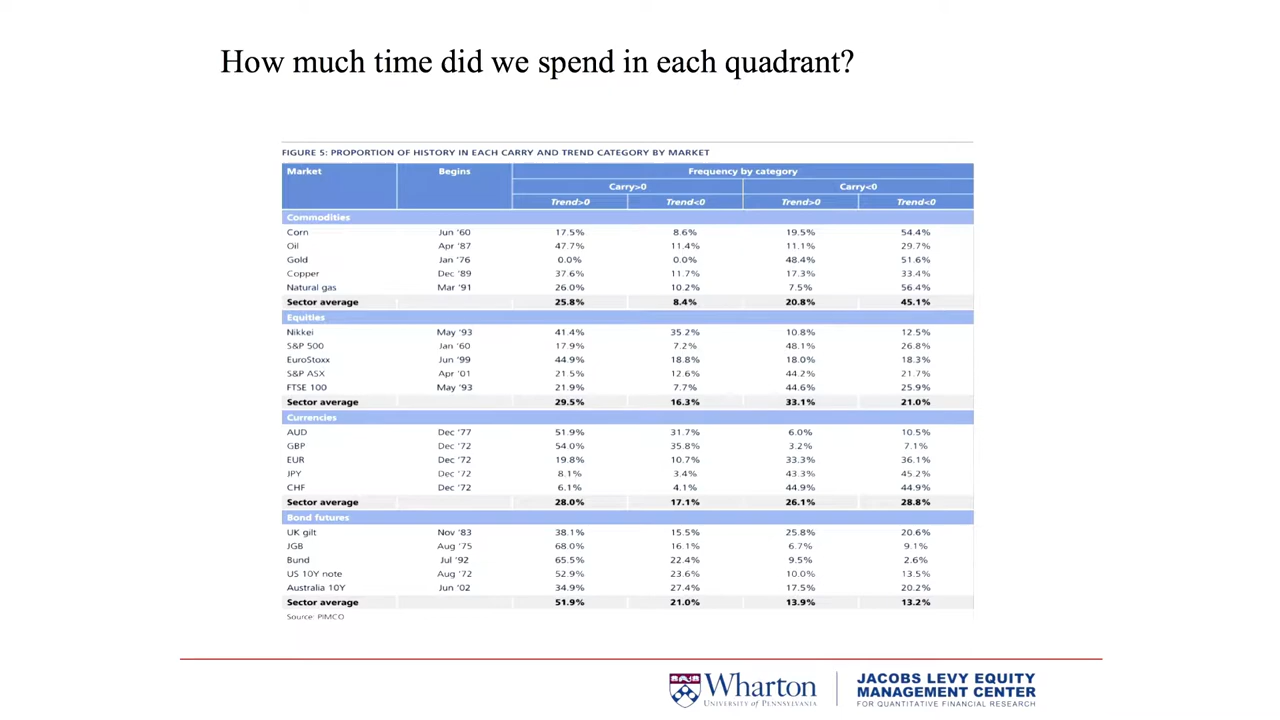 How much time did we spend in each quadrant?
FIGURE 5: PROPORTION OF HISTORY IN EACH CARRY AND TREND CATEGORY BY MARKET
Market Begins Frequency by category
Carry>0 Carry<0
Trend>0 Trend<0 Trend>0 Trend<0
Commodities
Corn Jun '60 17.5% 8.6% 19.5% 54.4%
Oil Apr '87 47.7% 11.4% 11.1% 29.7%
Gold Jan '76 0.0% 0.0% 48.4% 51.6%
Copper Dec '89 37.6% 11.7% 17.3% 33.4%
Natural gas Mar '91 26.0% 10.2% 7.5% 56.4%
Sector average 25.8% 8.4% 20.8% 45.1%
Equities
Nikkei May '93 41.4% 35.2% 10.8% 12.5%
S&P 500 Jan '60 17.9% 7.2% 48.1% 26.8%
EuroStoxx Jun '99 44.9% 18.8% 18.0% 18.3%
S&P ASX Apr '01 21.5% 12.6% 44.2% 21.7%
FTSE 100 May '93 21.9% 7.7% 44.6% 25.9%
Sector average 29.5% 16.3% 33.1% 21.0%
Currencies
AUD Dec '77 51.9% 31.7% 6.0% 10.5%
GBP Dec '72 54.0% 35.8% 3.2% 7.1%
EUR Dec '72 19.8% 10.7% 33.3% 36.1%
JPY Dec '72 8.1% 3.4% 43.3% 45.2%
CHF Dec '72 6.1% 4.1% 44.9% 44.9%
Sector average 28.0% 17.1% 26.1% 28.8%
Bond futures
UK gilt Nov '83 38.1% 15.5% 25.8% 20.6%
JGB Aug '75 68.0% 16.1% 6.7% 9.1%
Bund Jul '92 65.5% 22.4% 9.5% 2.6%
US 10Y note Aug '72 52.9% 23.6% 10.0% 13.5%
Australia 10Y Jun '02 34.9% 27.4% 17.5% 20.2%
Sector average 51.9% 21.0% 13.9% 13.2%
Source: PIMCO
Wharton
UNIVERSITY of PENNSYLVANIA
JACOBS LEVY EQUITY
MANAGEMENT CENTER
FOR QUANTITATIVE FINANCIAL RESEARCH